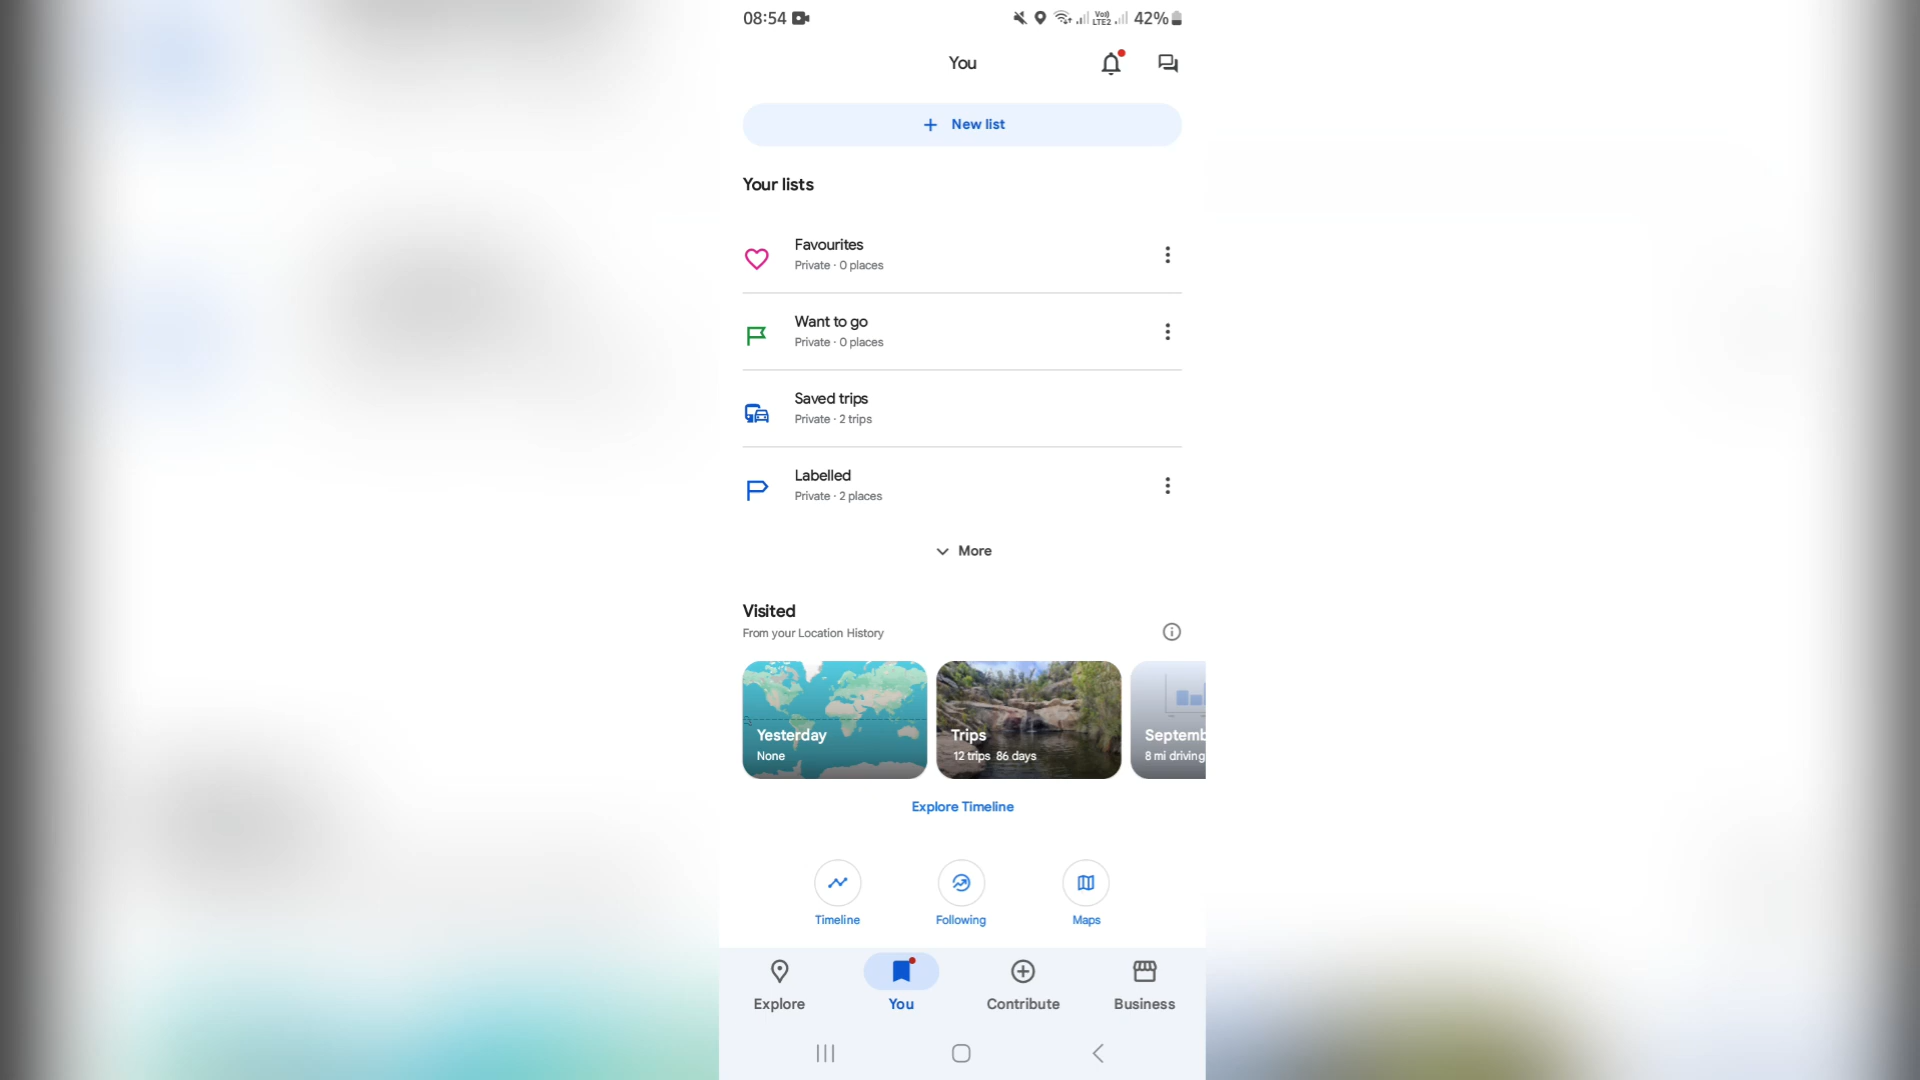 08:54
Vo)) LTE2
42%
You
+ New list
Your lists
Favourites
Private · 0 places
Want to go
Private · 0 places
Saved trips
Private · 2 trips
Labelled
Private · 2 places
More
Visited
From your Location History
Yesterday
None
Trips
12 trips 86 days
Septemb
8 mi driving
Explore Timeline
Timeline
Following
Maps
Explore
You
Contribute
Business